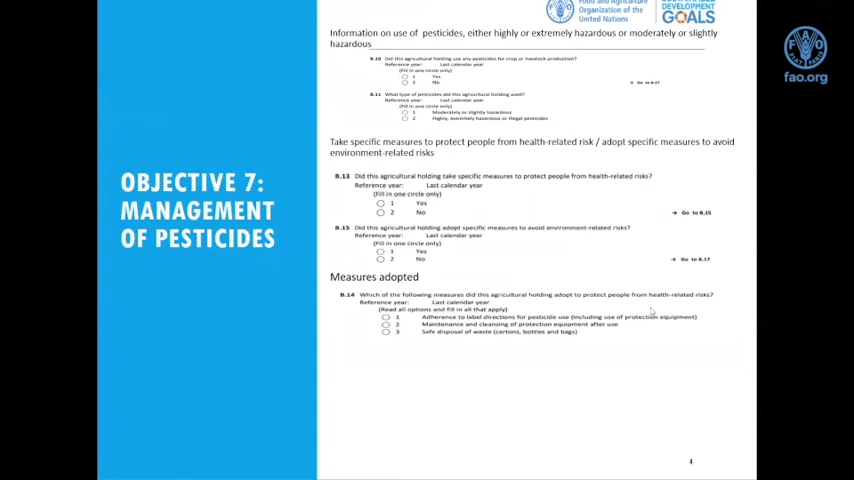 Food and Agriculture
Organization of the
United Nations
SUSTAINABLE
DEVELOPMENT
GOALS
FAO
FIAT PANIS
fao.org
OBJECTIVE 7:
MANAGEMENT
OF PESTICIDES
Information on use of pesticides, either highly or extremely hazardous or moderately or slightly
hazardous
B.10 Did this agricultural holding use any pesticides for crop or livestock production?
Reference year: Last calendar year
(Fill in one circle only)
1 Yes
2 No → Go to B.17
B.11 What type of pesticides did this agricultural holding used?
Reference year: Last calendar year
(Fill in one circle only)
1 Moderately or slightly hazardous
2 Highly, extremely hazardous or illegal pesticides
Take specific measures to protect people from health-related risk / adopt specific measures to avoid
environment-related risks
B.13 Did this agricultural holding take specific measures to protect people from health-related risks?
Reference year: Last calendar year
(Fill in one circle only)
1 Yes
2 No → Go to B.15
B.15 Did this agricultural holding adopt specific measures to avoid environment-related risks?
Reference year: Last calendar year
(Fill in one circle only)
1 Yes
2 No → Go to B.17
Measures adopted
B.14 Which of the following measures did this agricultural holding adopt to protect people from health-related risks?
Reference year: Last calendar year
(Read all options and fill in all that apply)
1 Adherence to label directions for pesticide use (including use of protection equipment)
2 Maintenance and cleansing of protection equipment after use
3 Safe disposal of waste (cartons, bottles and bags)
4